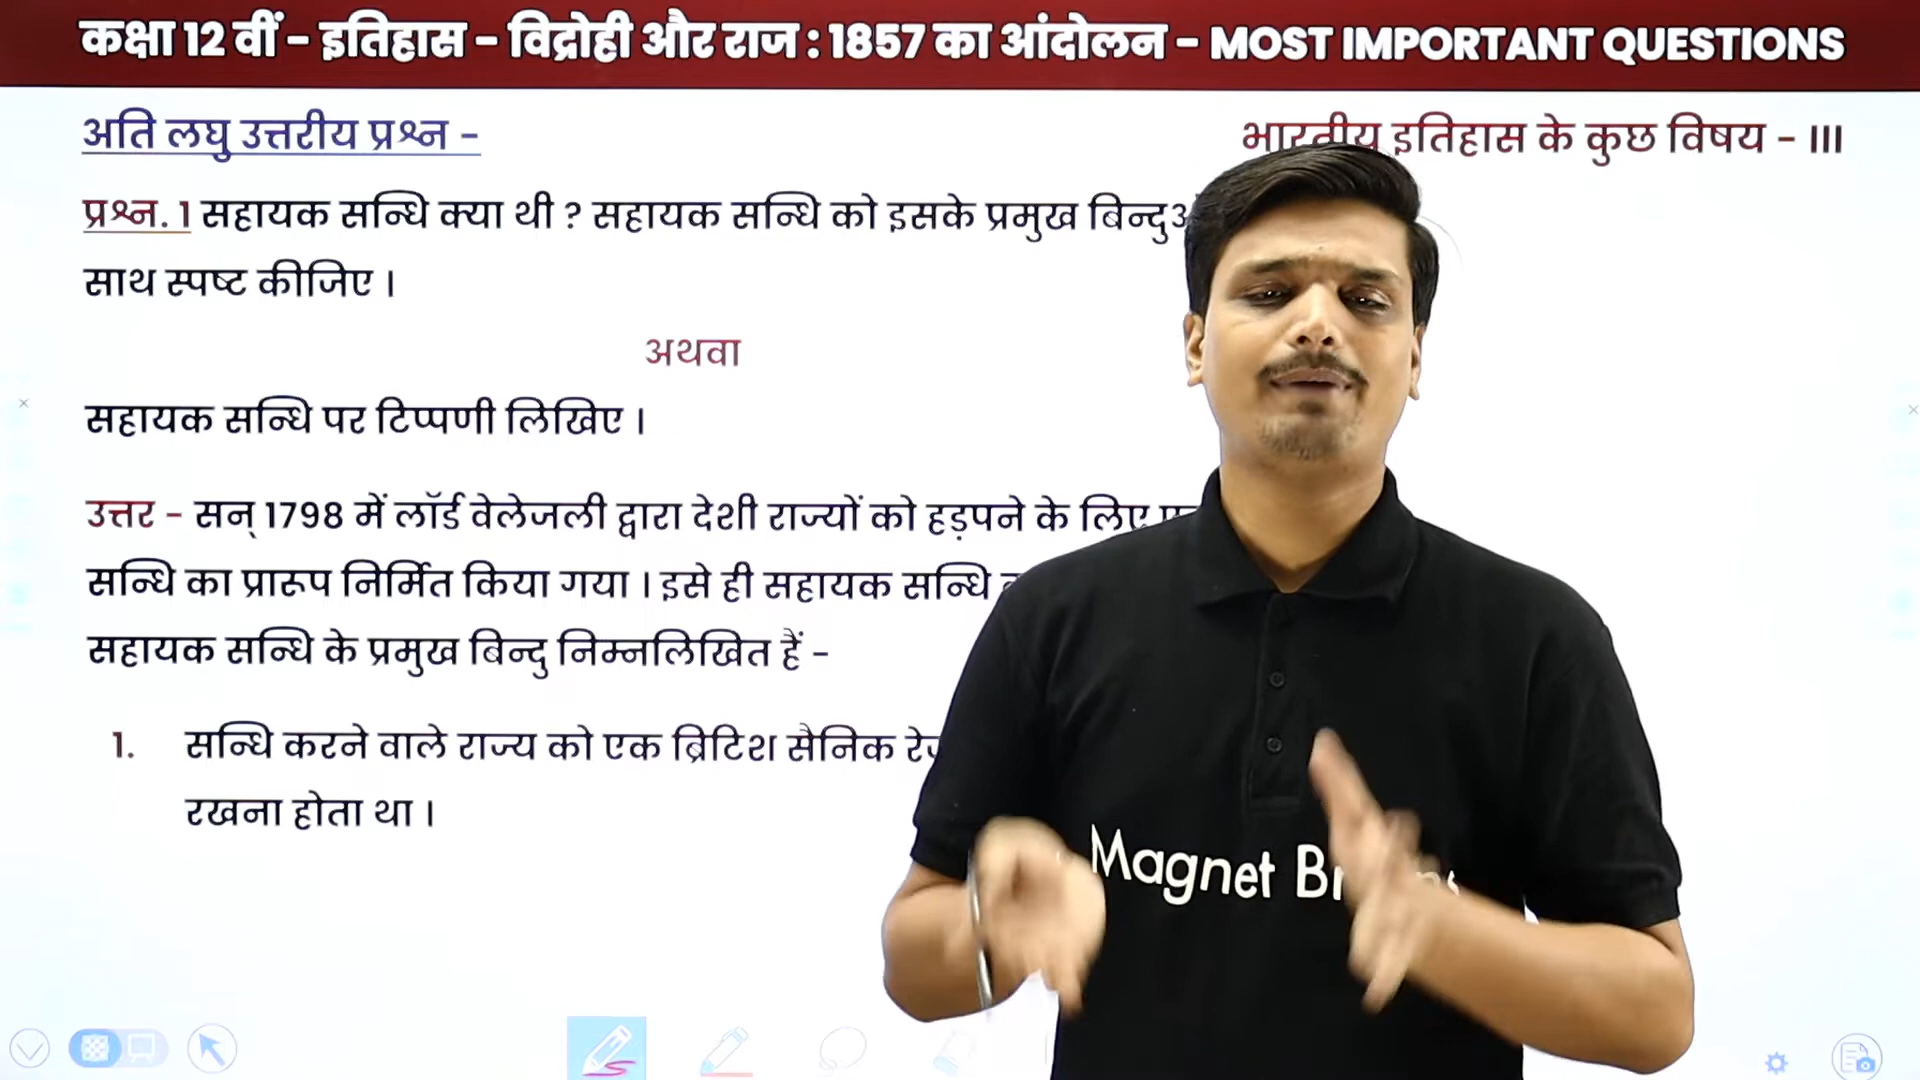 कक्षा 12 वीं - इतिहास - विद्रोही और राज : 1857 का आंदोलन - MOST IMPORTANT QUESTIONS
अति लघु उत्तरीय प्रश्न -
भारतीय इतिहास के कुछ विषय - III
प्रश्न. 1 सहायक सन्धि क्या थी ? सहायक सन्धि को इसके प्रमुख
साथ स्पष्ट कीजिए ।
अथवा
सहायक सन्धि पर टिप्पणी लिखिए ।
उत्तर - सन् 1798 में लॉर्ड वेलेजली द्वारा देशी राज्यों को हड़पने के लिए
सन्धि का प्रारूप निर्मित किया गया । इसे ही सहायक सन्धि
सहायक सन्धि के प्रमुख बिन्दु निम्नलिखित हैं -
1. सन्धि करने वाले राज्य को एक ब्रिटिश सैनिक
रखना होता था ।
Magnet